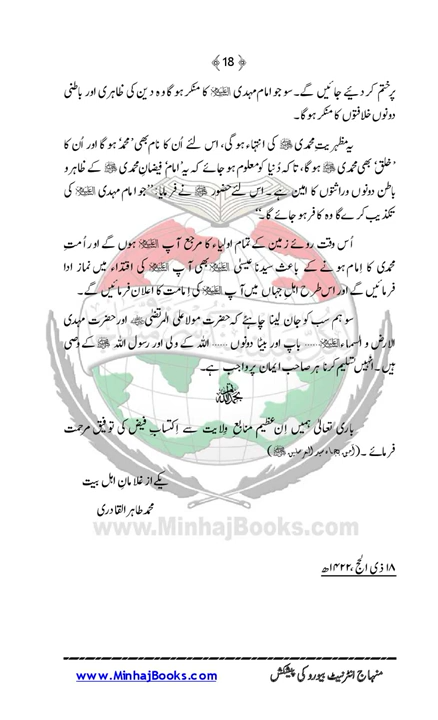 ﴿ 18 ﴾
پر ختم کر دیئے جائیں گے۔ سو جو امام مہدی علیہ السلام کا منکر ہوگا وہ دین کی ظاہری اور باطنی
دونوں خلافتوں کا منکر ہوگا۔
یہ مظہریتِ محمدی ﷺ کی انتہاء ہوگی، اس لئے اُن کا نام بھی ’محمد‘ ہوگا اور اُن کا
’خلق‘ بھی محمدی ﷺ ہوگا، تاکہ دُنیا کو معلوم ہو جائے کہ یہ ’امام‘ فیضانِ محمدی ﷺ کے ظاہر و
باطن دونوں وراثتوں کا امین ہے۔ اس لئے حضور ﷺ نے فرمایا: ’’جو امام مہدی علیہ السلام کی
تکذیب کرے گا وہ کافر ہو جائے گا۔‘‘
اُس وقت روئے زمین کے تمام اولیاء کا مرجع آپ علیہ السلام ہوں گے اور اُمتِ
محمدی کا اِمام ہونے کے باعث سیدنا عیسیٰ علیہ السلام بھی آپ علیہ السلام کی اقتداء میں نماز ادا
فرمائیں گے اور اس طرح اہلِ جہاں میں آپ علیہ السلام کی امامت کا اعلان فرمائیں گے۔
سو ہم سب کو جان لینا چاہئے کہ حضرت مولا علی المرتضیٰ اور حضرت مہدی
الارض و السماء علیہ السلام ...... باپ اور بیٹا دونوں ...... اللہ کے ولی اور رسول اللہ ﷺ کے وصی
ہیں۔ انہیں تسلیم کرنا ہر صاحبِ ایمان پر واجب ہے۔
باری تعالیٰ ہمیں اِن عظیم منابعِ ولایت سے اِکتسابِ فیض کی توفیق مرحمت
فرمائے۔ (آمین بجاہ سید المرسلین ﷺ)
یکے از غلامانِ اہلِ بیت
محمد طاہر القادری
www.MinhajBooks.com
۱۸ ذی الحج، ۱۴۲۲ھ
منہاج انٹرنیٹ بیورو کی پیشکش www.MinhajBooks.com